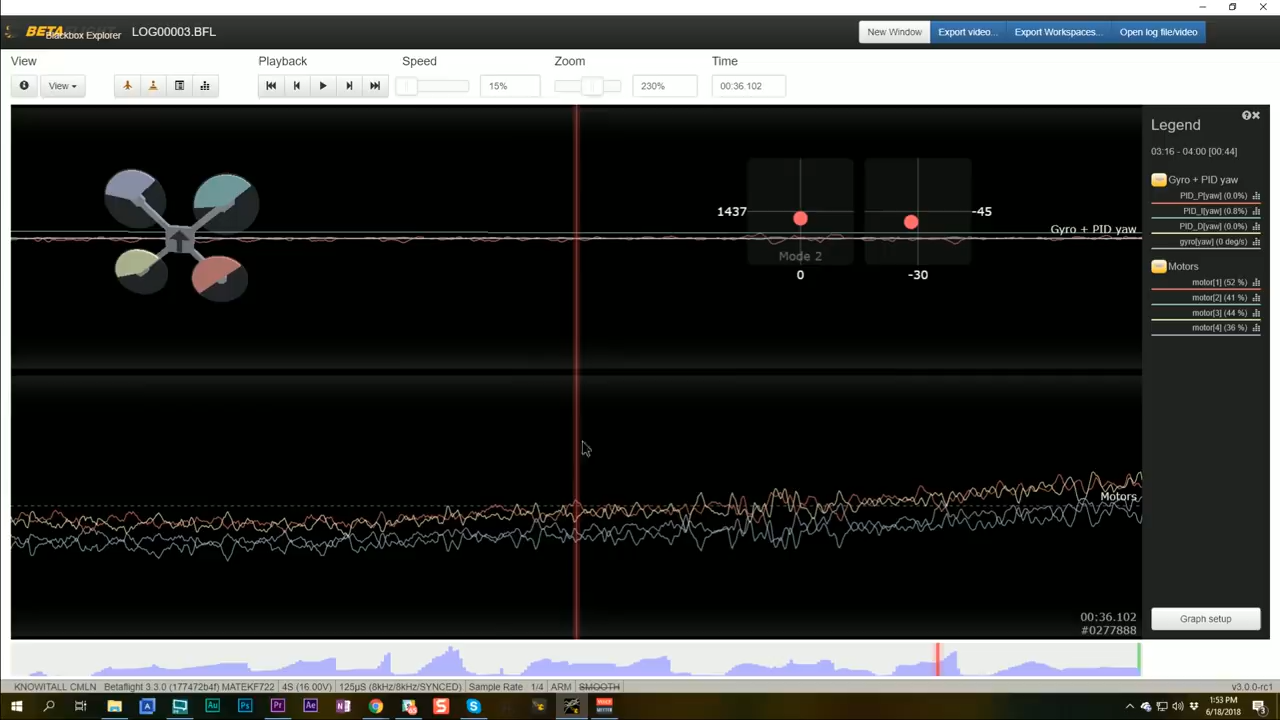 BETA Blackbox Explorer LOG00003.BFL New Window Export video... Export Workspaces... Open log file/video
View Playback Speed Zoom Time
View 15% 230% 00:36.102
Legend
03:16 - 04:00 [00:44]
Gyro + PID yaw
PID_P[yaw] (0.0%)
PID_I[yaw] (0.8%)
PID_D[yaw] (0.0%)
gyro[yaw] (0 deg/s)
Motors
motor[1] (52 %)
motor[2] (41 %)
motor[3] (44 %)
motor[4] (36 %)
1437 -45
Gyro + PID yaw
Mode 2
0 -30
Motors
00:36.102
#0277888
Graph setup
KNOWITALL CMLN Betaflight 3.3.0 (177472b4f) MATEKF722 4S (16.00V) 125µS (8kHz/8kHz/SYNCED) Sample Rate 1/4 ARM SMOOTH v3.0.0-rc1
Au Ps Pr Ae N S
1:53 PM
6/18/2018